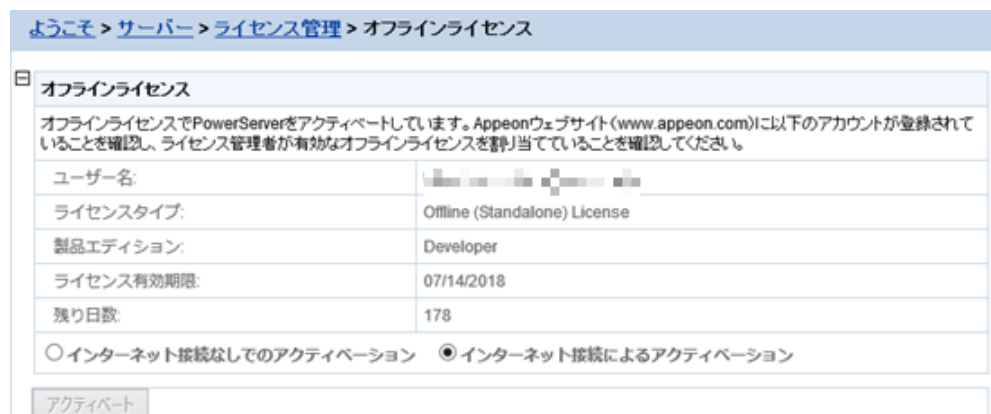 ようこそ > サーバー > ライセンス管理 > オフラインライセンス
オフラインライセンス
オフラインライセンスでPowerServerをアクティベートしています。Appeonウェブサイト(www.appeon.com)に以下のアカウントが登録されて
いることを確認し、ライセンス管理者が有効なオフラインライセンスを割り当てていることを確認してください。
ユーザー名:
ライセンスタイプ: Offline (Standalone) License
製品エディション: Developer
ライセンス有効期限: 07/14/2018
残り日数: 178
インターネット接続なしでのアクティベーション インターネット接続によるアクティベーション
アクティベート